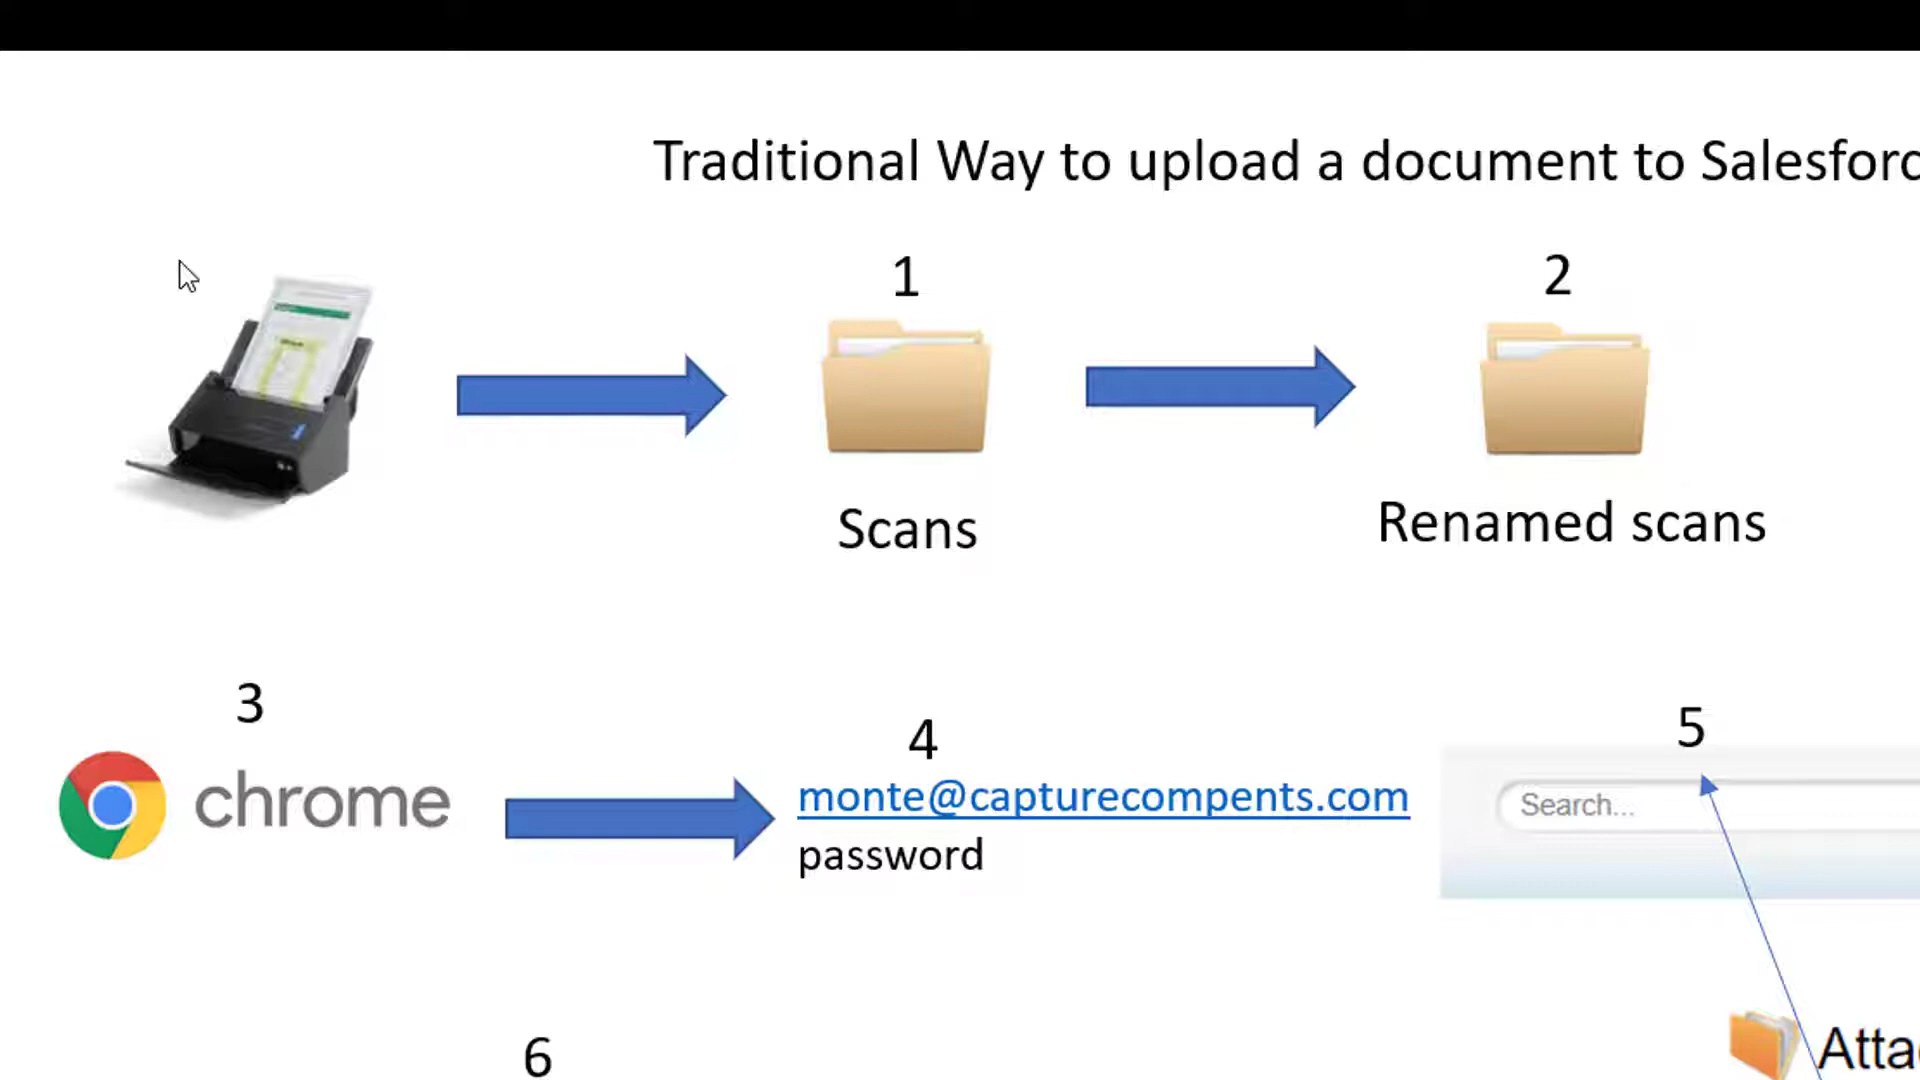 Traditional Way to upload a document to Salesforc
1
2
Scans
Renamed scans
3
4
5
chrome
monte@capturecompents.com
Search...
password
6
Atta